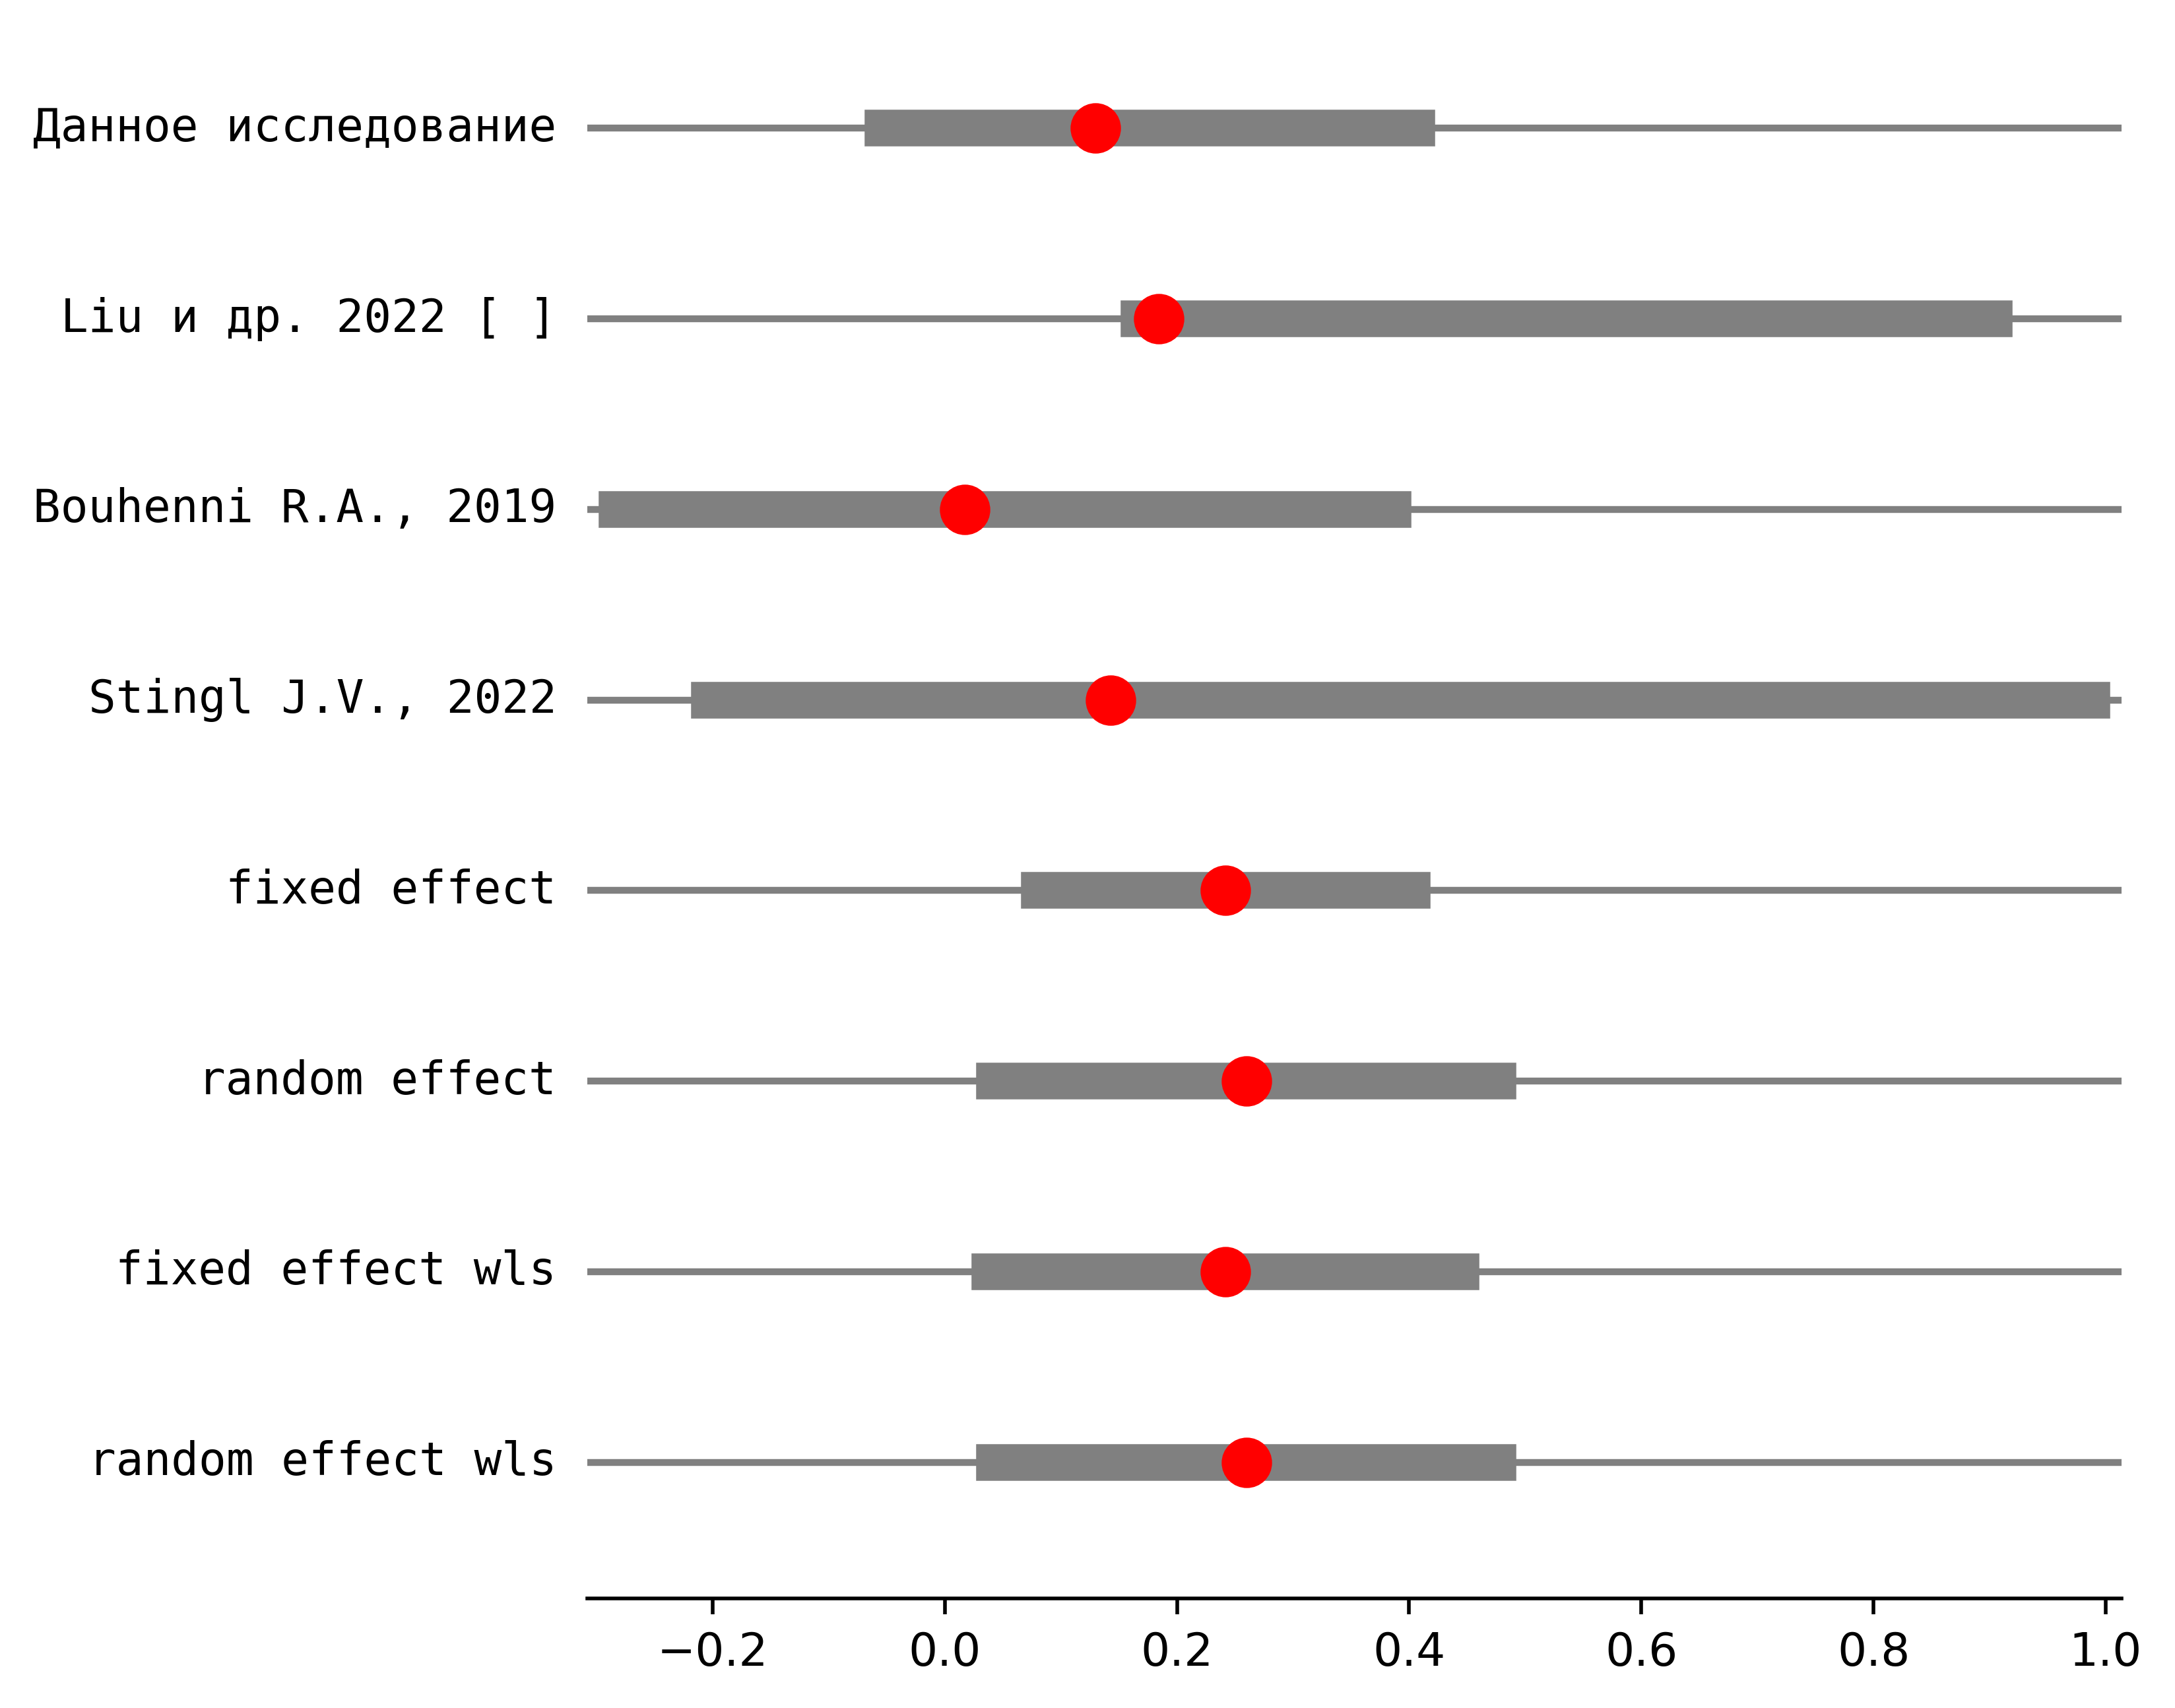 Данное исследование
Liu и др. 2022 [ ]
Bouhenni R.A., 2019
Stingl J.V., 2022
fixed effect
random effect
fixed effect wls
random effect wls
−0.2 0.0 0.2 0.4 0.6 0.8 1.0